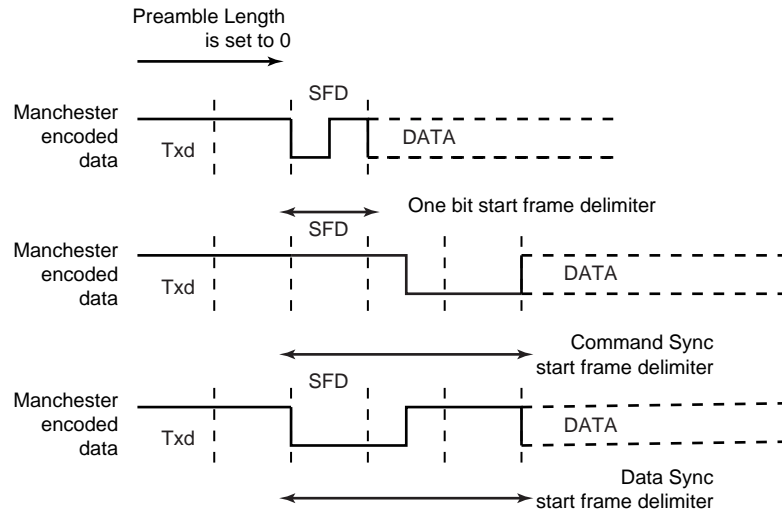 Preamble Length
is set to 0
SFD
Manchester
encoded
data
Txd
DATA
One bit start frame delimiter
SFD
Manchester
encoded
data
Txd
DATA
Command Sync
start frame delimiter
SFD
Manchester
encoded
data
Txd
DATA
Data Sync
start frame delimiter